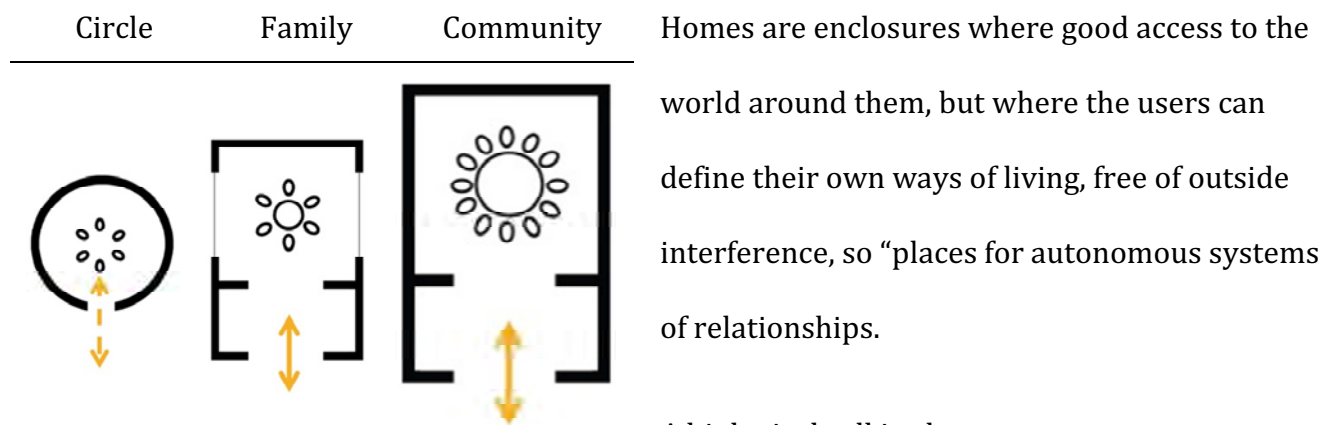 Circle Family Community
Homes are enclosures where good access to the
world around them, but where the users can
define their own ways of living, free of outside
interference, so “places for autonomous systems
of relationships.